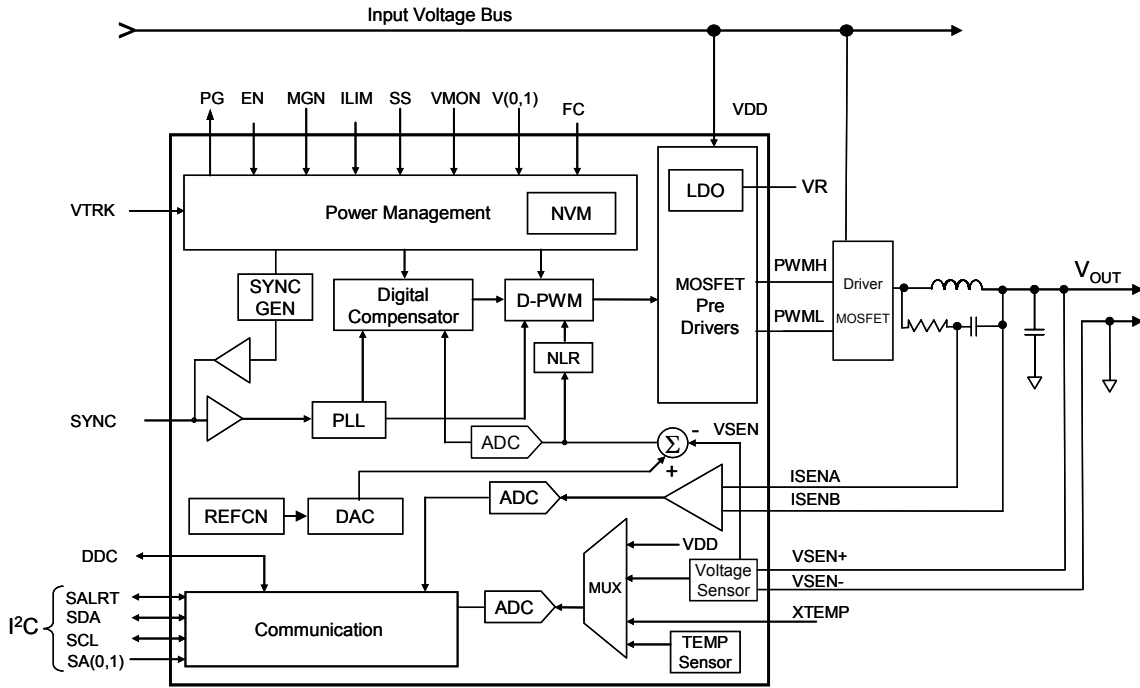 Input Voltage Bus
PG
EN
MGN
ILIM
SS
VMON
V(0,1)
FC
VDD
LDO
VR
VTRK
Power Management
NVM
SYNC
GEN
Digital
Compensator
D-PWM
MOSFET
Pre
Drivers
PWMH
PWML
Driver
MOSFET
VOUT
NLR
SYNC
PLL
ADC
Σ
-
+
VSEN
ISENA
ISENB
REFCN
DAC
ADC
DDC
VDD
MUX
Voltage
Sensor
VSEN+
VSEN-
XTEMP
TEMP
Sensor
I²C
SALRT
SDA
SCL
SA(0,1)
Communication
ADC